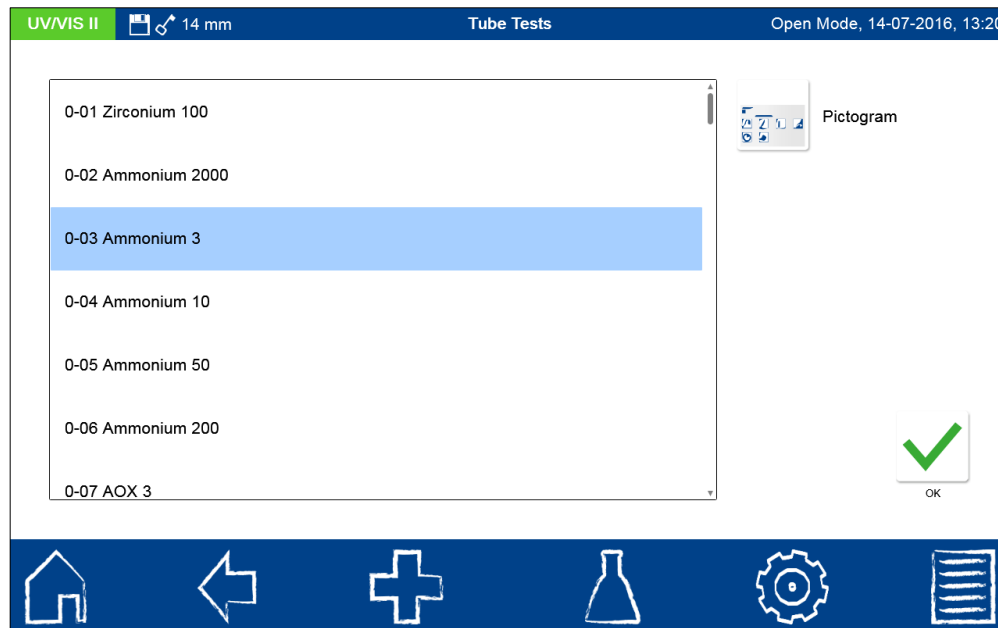 UV/VIS II 14 mm Tube Tests Open Mode, 14-07-2016, 13:20
0-01 Zirconium 100
Pictogram
0-02 Ammonium 2000
0-03 Ammonium 3
0-04 Ammonium 10
0-05 Ammonium 50
0-06 Ammonium 200
0-07 AOX 3
OK